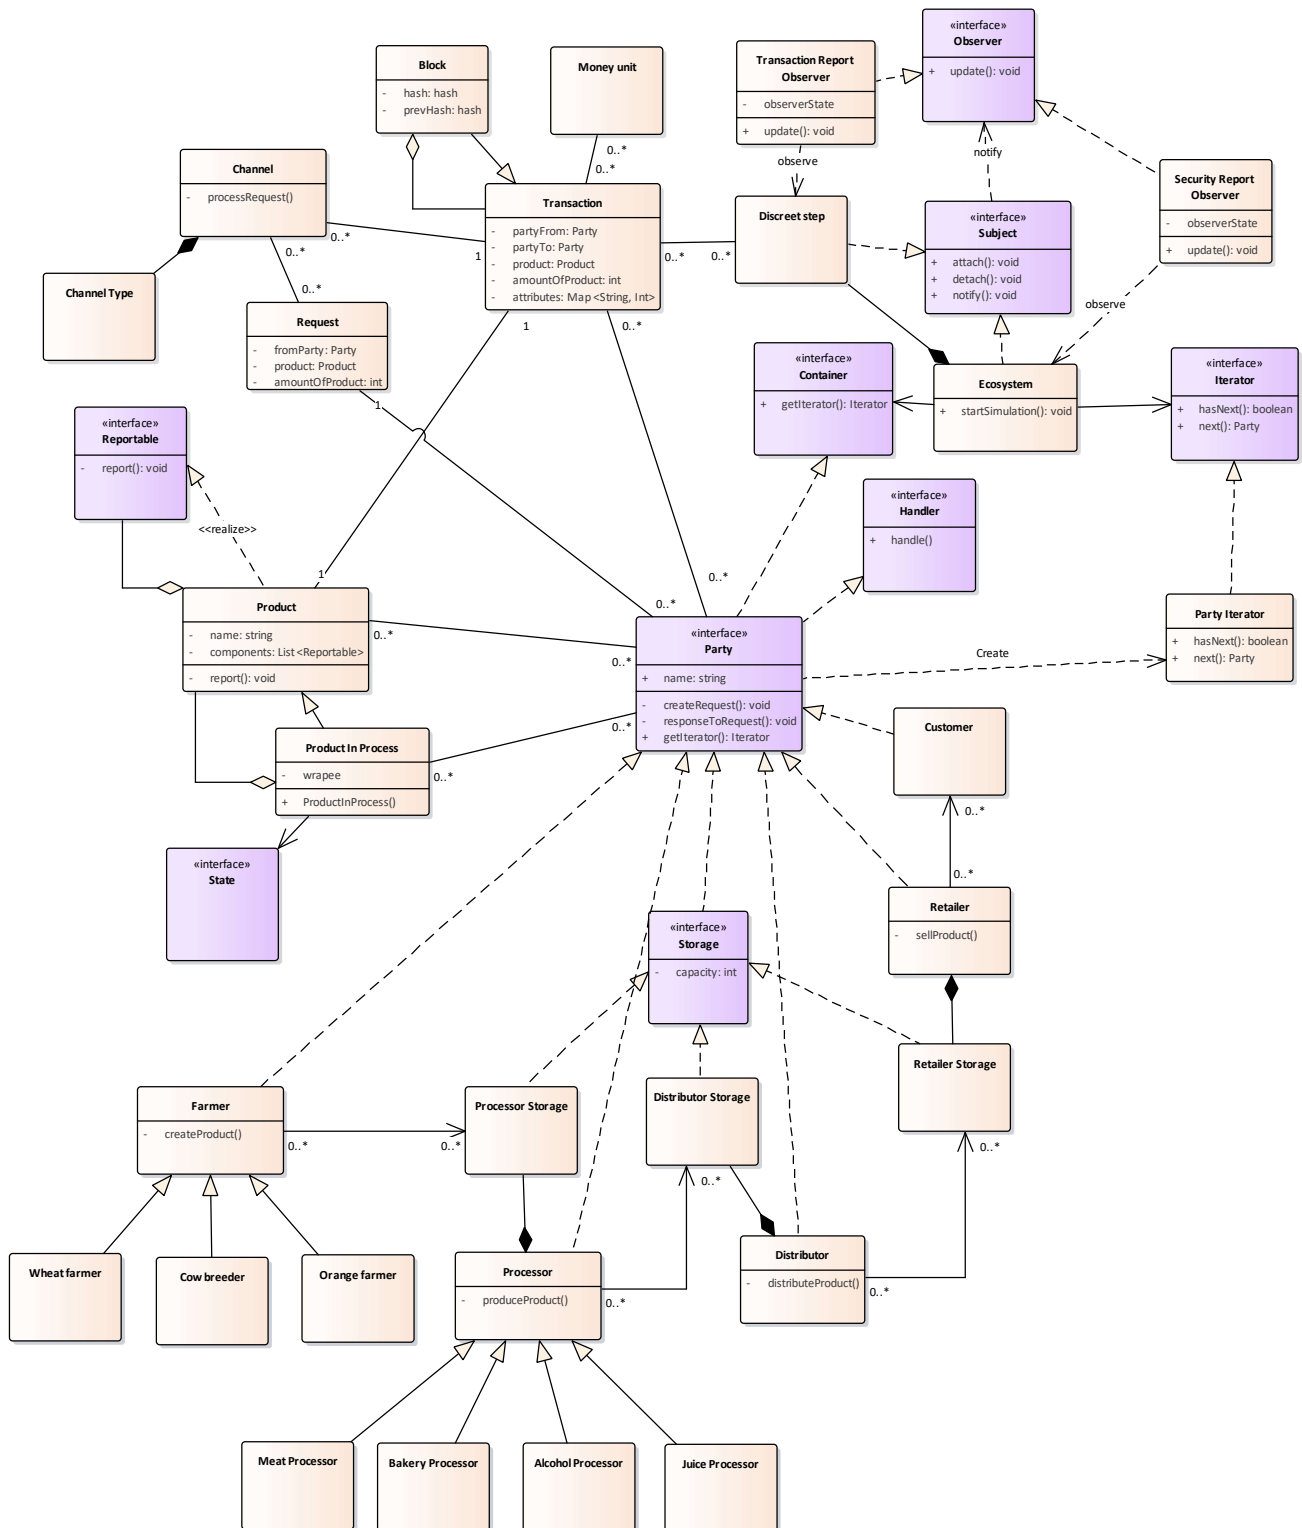 «interface»
Observer
+ update(): void
Transaction Report
Observer
- observerState
+ update(): void
Block
- hash: hash
- prevHash: hash
Money unit
0..*
0..*
observe
notify
Channel
- processRequest()
Security Report
Observer
- observerState
+ update(): void
Transaction
- partyFrom: Party
- partyTo: Party
- product: Product
- amountOfProduct: int
- attributes: Map <String, Int>
Discreet step
«interface»
Subject
+ attach(): void
+ detach(): void
+ notify(): void
0..*
1
0..*
0..*
0..*
0..*
Channel Type
observe
Request
- fromParty: Party
- product: Product
- amountOfProduct: int
1
0..*
1
«interface»
Container
+ getIterator(): Iterator
Ecosystem
+ startSimulation(): void
«interface»
Iterator
+ hasNext(): boolean
+ next(): Party
«interface»
Reportable
- report(): void
<<realize>>
«interface»
Handler
+ handle()
1
0..*
0..*
Product
- name: string
- components: List <Reportable>
- report(): void
0..*
0..*
«interface»
Party
+ name: string
- createRequest(): void
- responseToRequest(): void
+ getIterator(): Iterator
Create
Party Iterator
+ hasNext(): boolean
+ next(): Party
Product In Process
- wrapee
+ ProductInProcess()
0..*
0..*
Customer
0..*
«interface»
State
0..*
Retailer
- sellProduct()
«interface»
Storage
- capacity: int
Retailer Storage
Farmer
- createProduct()
0..*
0..*
Processor Storage
Distributor Storage
0..*
0..*
Wheat farmer
Cow breeder
Orange farmer
Processor
- produceProduct()
0..*
Distributor
- distributeProduct()
0..*
Meat Processor
Bakery Processor
Alcohol Processor
Juice Processor